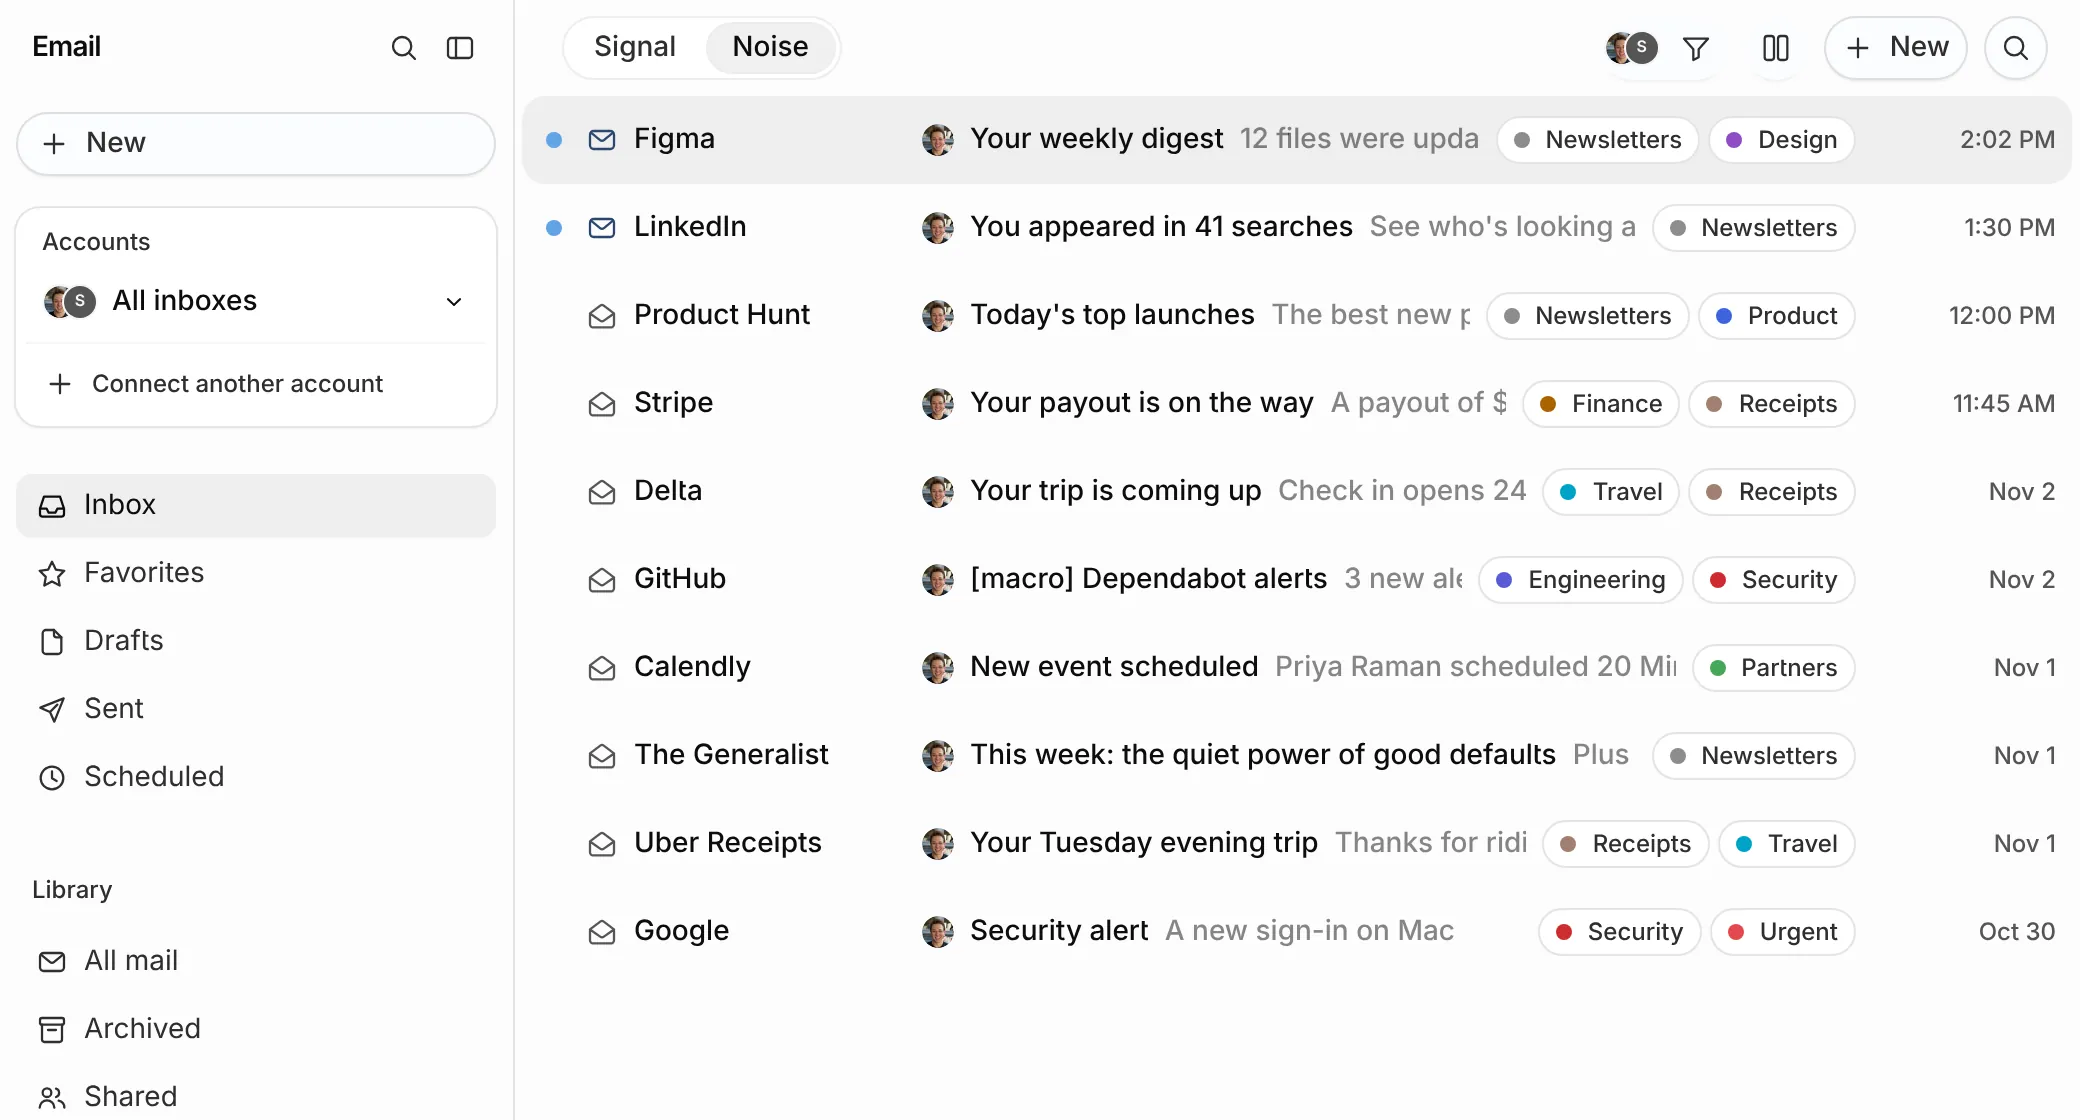 Email
New
Accounts
S All inboxes
Connect another account
Inbox
Favorites
Drafts
Sent
Scheduled
Library
All mail
Archived
Shared
Signal Noise S New
Figma Your weekly digest 12 files were upda Newsletters Design 2:02 PM
LinkedIn You appeared in 41 searches See who's looking a Newsletters 1:30 PM
Product Hunt Today's top launches The best new p Newsletters Product 12:00 PM
Stripe Your payout is on the way A payout of $ Finance Receipts 11:45 AM
Delta Your trip is coming up Check in opens 24 Travel Receipts Nov 2
GitHub [macro] Dependabot alerts 3 new ale Engineering Security Nov 2
Calendly New event scheduled Priya Raman scheduled 20 Min Partners Nov 1
The Generalist This week: the quiet power of good defaults Plus Newsletters Nov 1
Uber Receipts Your Tuesday evening trip Thanks for ridi Receipts Travel Nov 1
Google Security alert A new sign-in on Mac Security Urgent Oct 30